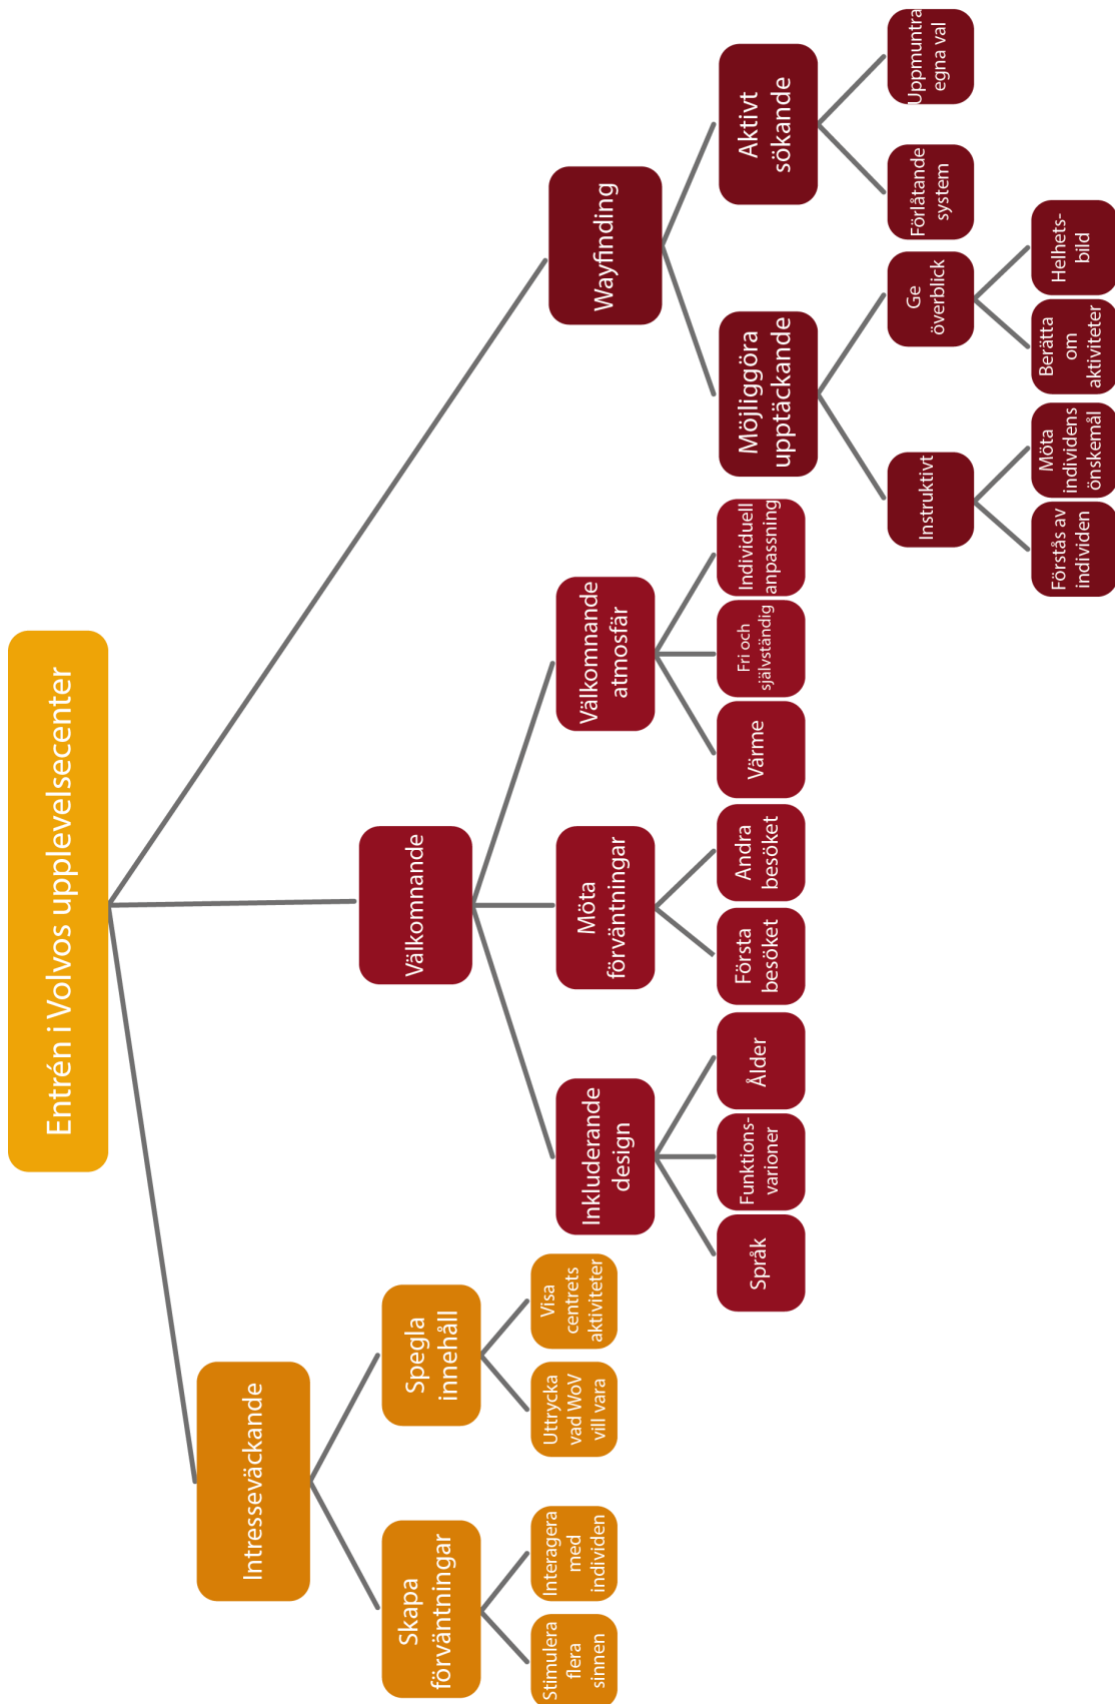 Entrén i Volvos upplevelsecenter
Intresseväckande
Skapa
förväntningar
Stimulera
flera
sinnen
Interagera
med
individen
Spegla
innehåll
Uttrycka
vad WoV
vill vara
Visa
centrets
aktiviteter
Välkomnande
Inkluderande
design
Språk
Funktions-
varioner
Ålder
Möta
förväntningar
Första
besöket
Andra
besöket
Välkomnande
atmosfär
Värme
Fri och
självständig
Individuell
anpassning
Wayfinding
Möjliggöra
upptäckande
Instruktivt
Förstås av
individen
Möta
individens
önskemål
Ge
överblick
Berätta
om
aktiviteter
Helhets-
bild
Aktivt
sökande
Förlåtande
system
Uppmuntra
egna val